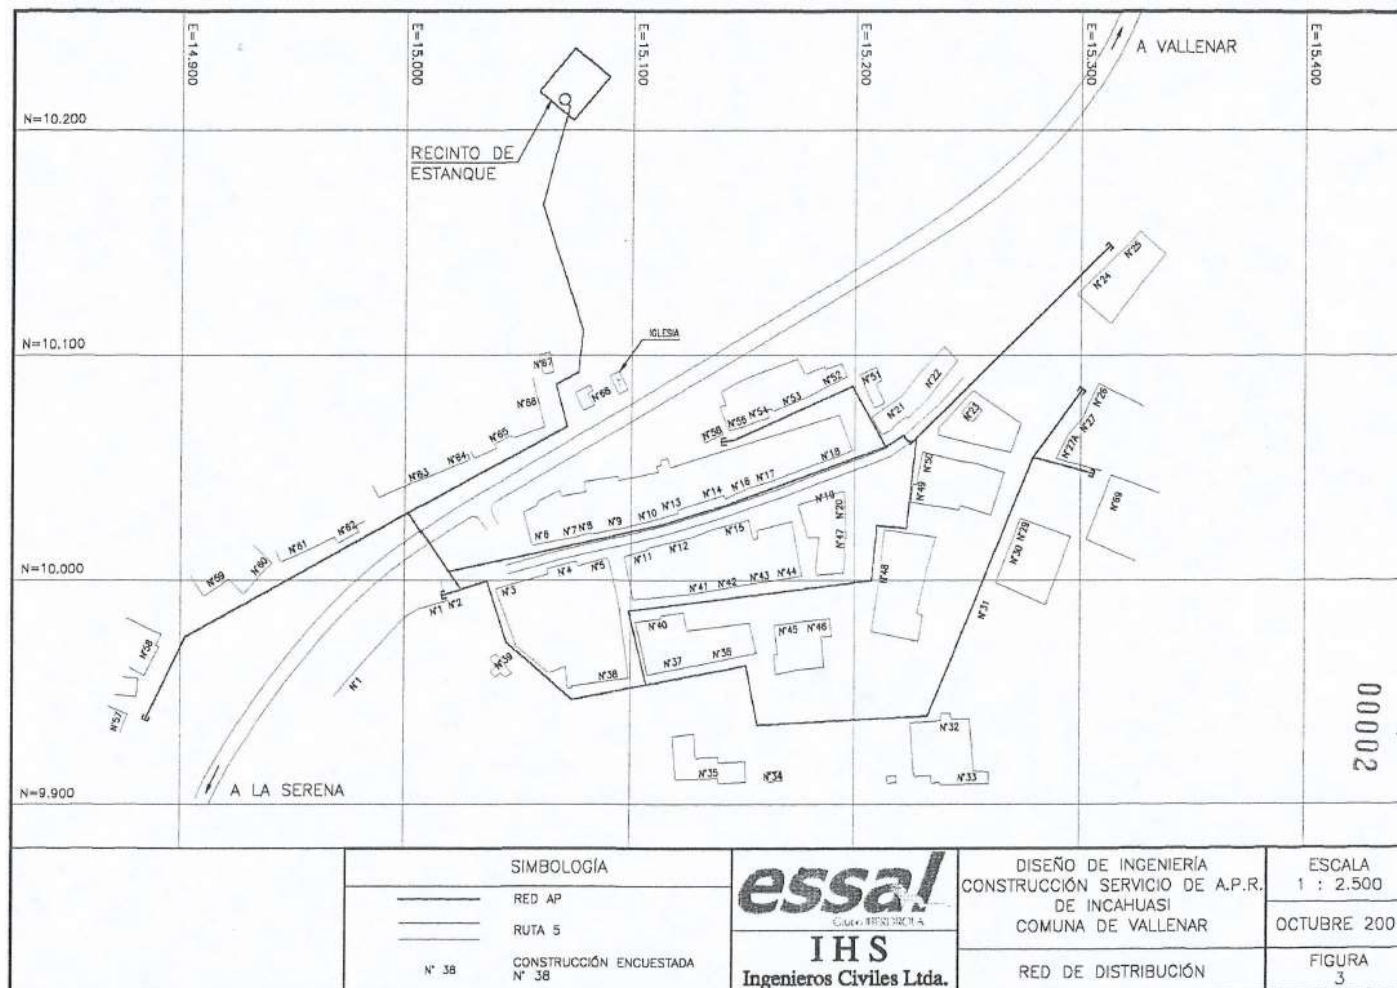 E=14.900
E=15.000
E=15.100
E=15.200
E=15.300
E=15.400
A VALLENAR
N=10.200
RECINTO DE
ESTANQUE
N°25
N°24
N=10.100
IGLESIA
N°67
N°66
N°68
N°65
N°64
N°63
N°62
N°61
N°60
N°59
N°58
N°57
N°52
N°53
N°54
N°55
N°56
N°51
N°22
N°21
N°23
N°26
N°27
N°27A
N°69
N°18
N°17
N°16
N°14
N°13
N°10
N°9
N°8
N°7
N°6
N°50
N°49
N°19
N°20
N°47
N°15
N°12
N°11
N°29
N°30
N°31
N=10.000
N°5
N°4
N°3
N°2
N°1
N°1
N°41
N°42
N°43
N°44
N°48
N°40
N°45
N°46
N°39
N°38
N°37
N°36
N°32
N°33
N°34
N°35
00002
A LA SERENA
N=9.900
SIMBOLOGÍA
RED AP
RUTA 5
N° 38
CONSTRUCCIÓN ENCUESTADA
N° 38
essal
Grupo IBERDROLA
IHS
Ingenieros Civiles Ltda.
DISEÑO DE INGENIERÍA
CONSTRUCCIÓN SERVICIO DE A.P.R.
DE INCAHUASI
COMUNA DE VALLENAR
RED DE DISTRIBUCIÓN
ESCALA
1 : 2.500
OCTUBRE 200
FIGURA
3